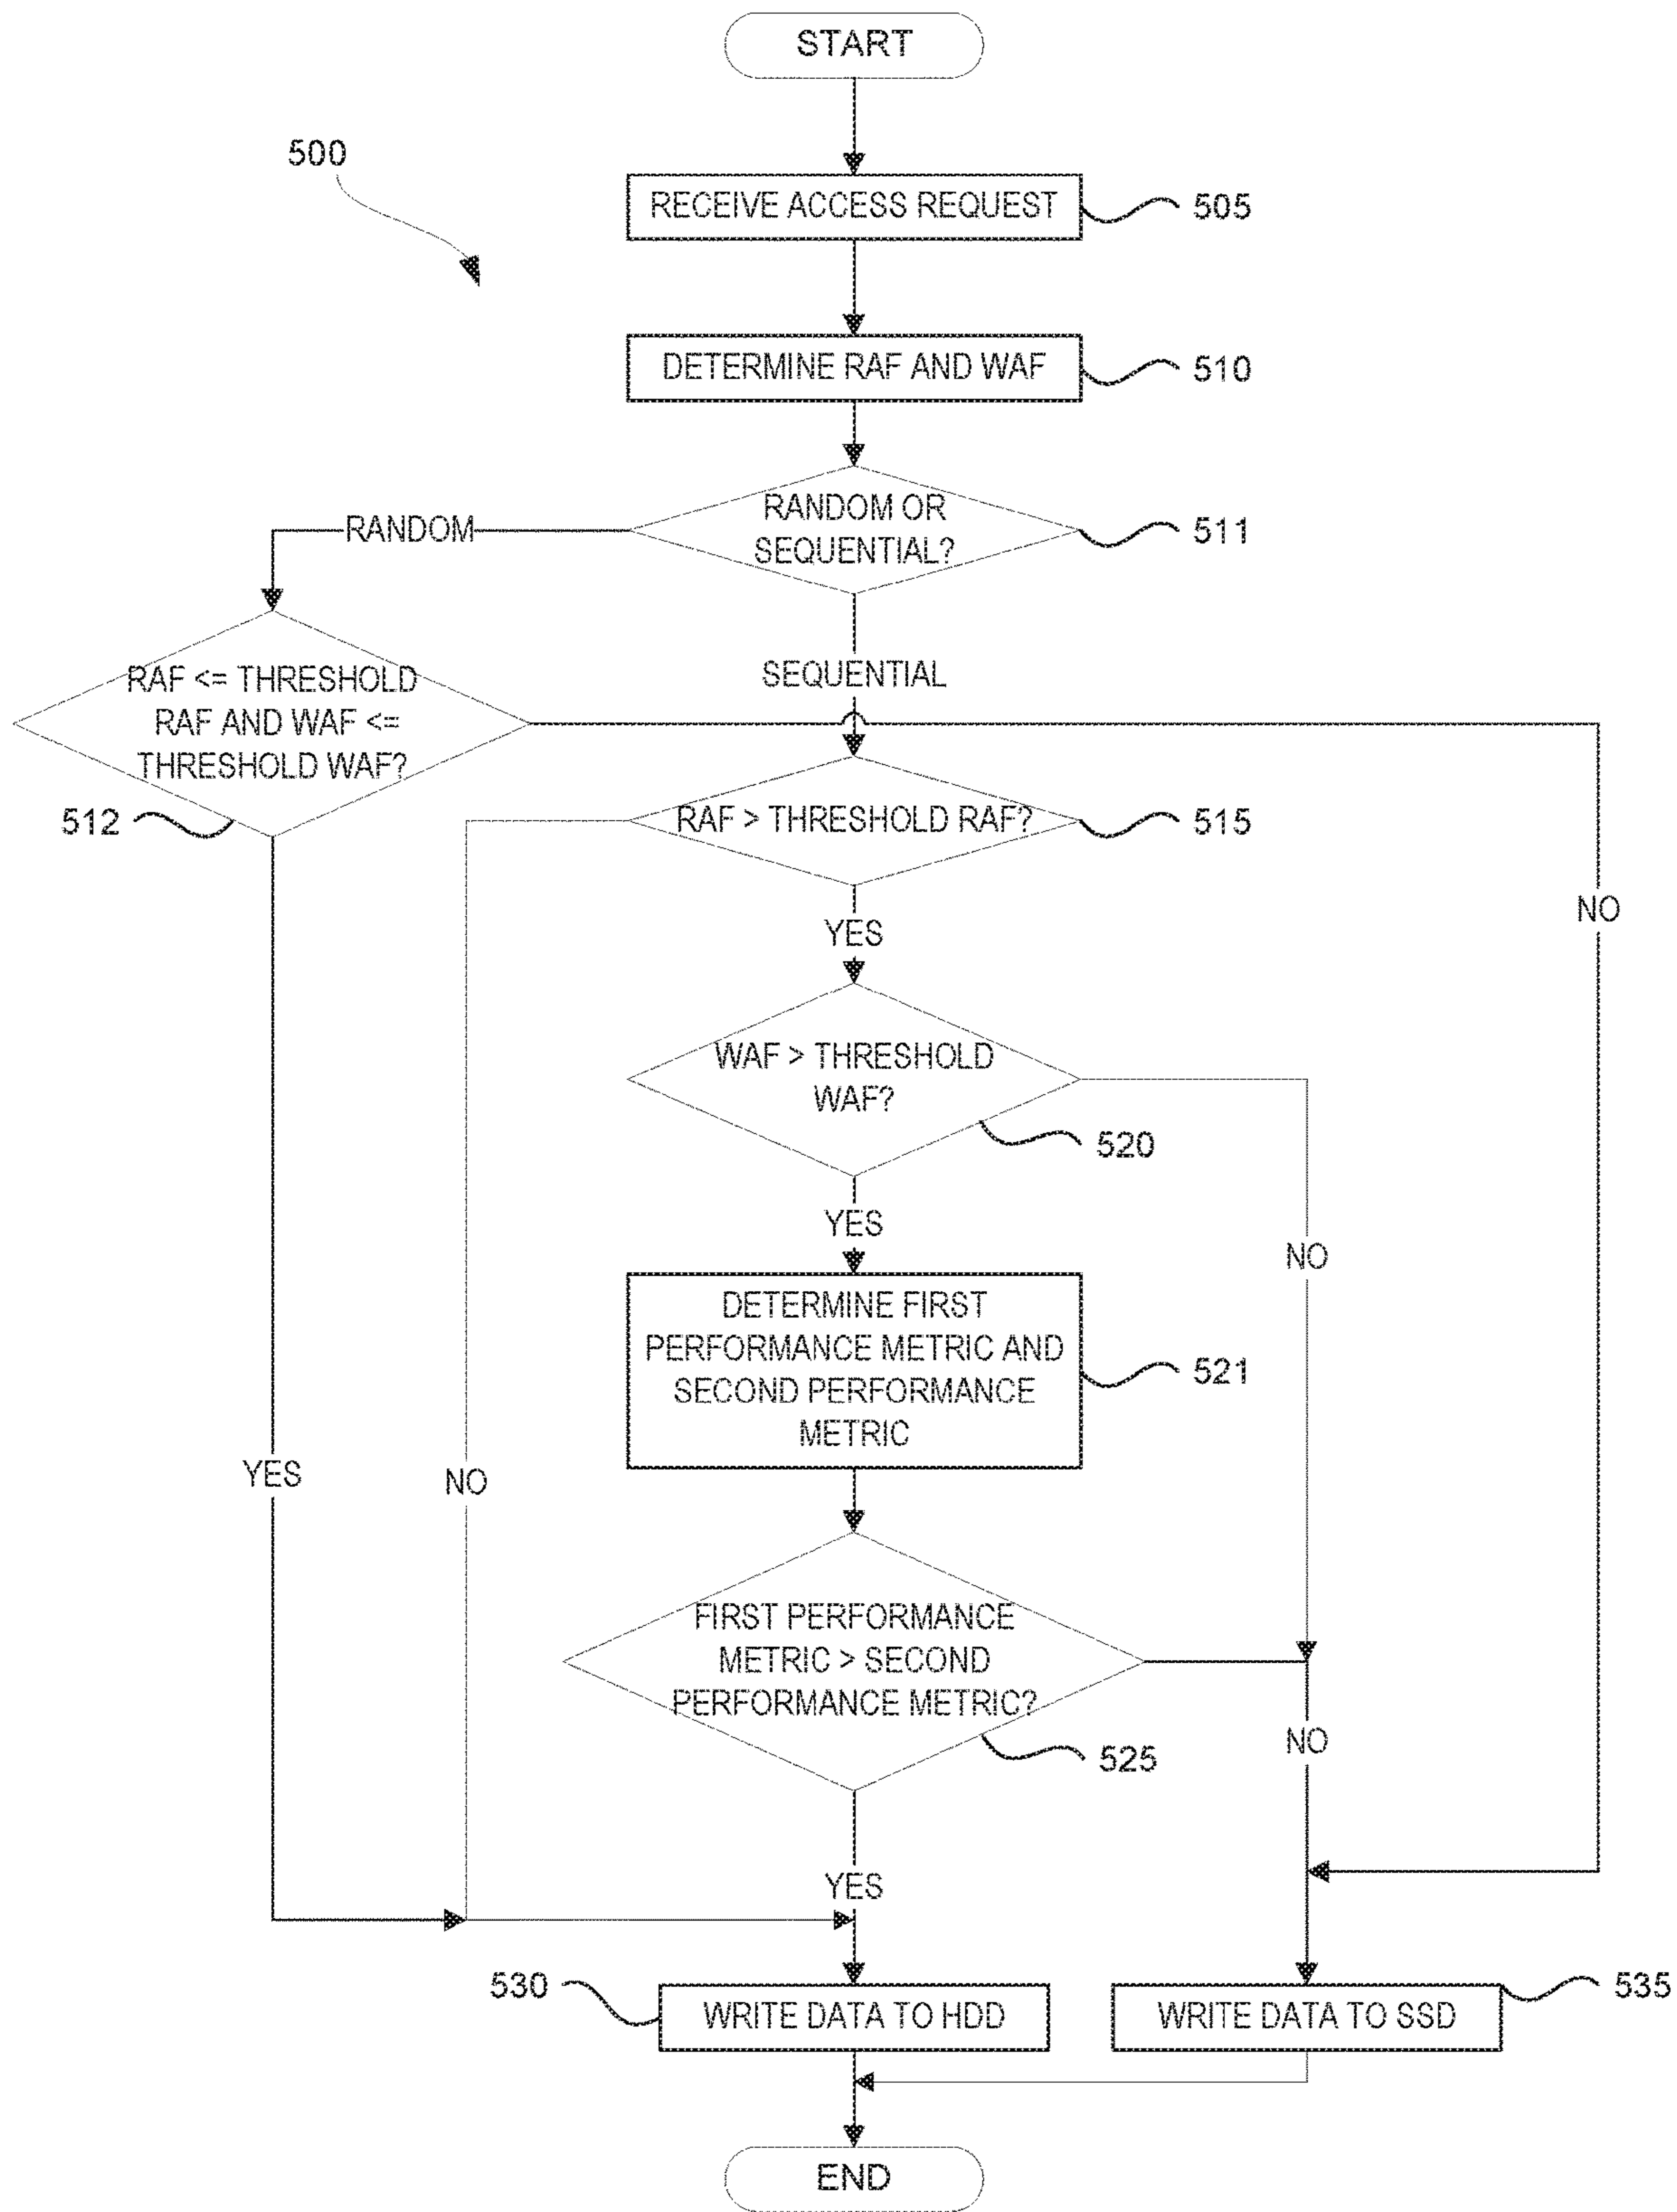 START
500
RECEIVE ACCESS REQUEST
505
DETERMINE RAF AND WAF
510
RANDOM OR
SEQUENTIAL?
511
RANDOM
SEQUENTIAL
RAF <= THRESHOLD
RAF AND WAF <=
THRESHOLD WAF?
512
RAF > THRESHOLD RAF?
515
NO
YES
WAF > THRESHOLD
WAF?
520
YES
NO
DETERMINE FIRST
PERFORMANCE METRIC AND
SECOND PERFORMANCE
METRIC
521
YES
NO
FIRST PERFORMANCE
METRIC > SECOND
PERFORMANCE METRIC?
525
NO
YES
530
WRITE DATA TO HDD
WRITE DATA TO SSD
535
END